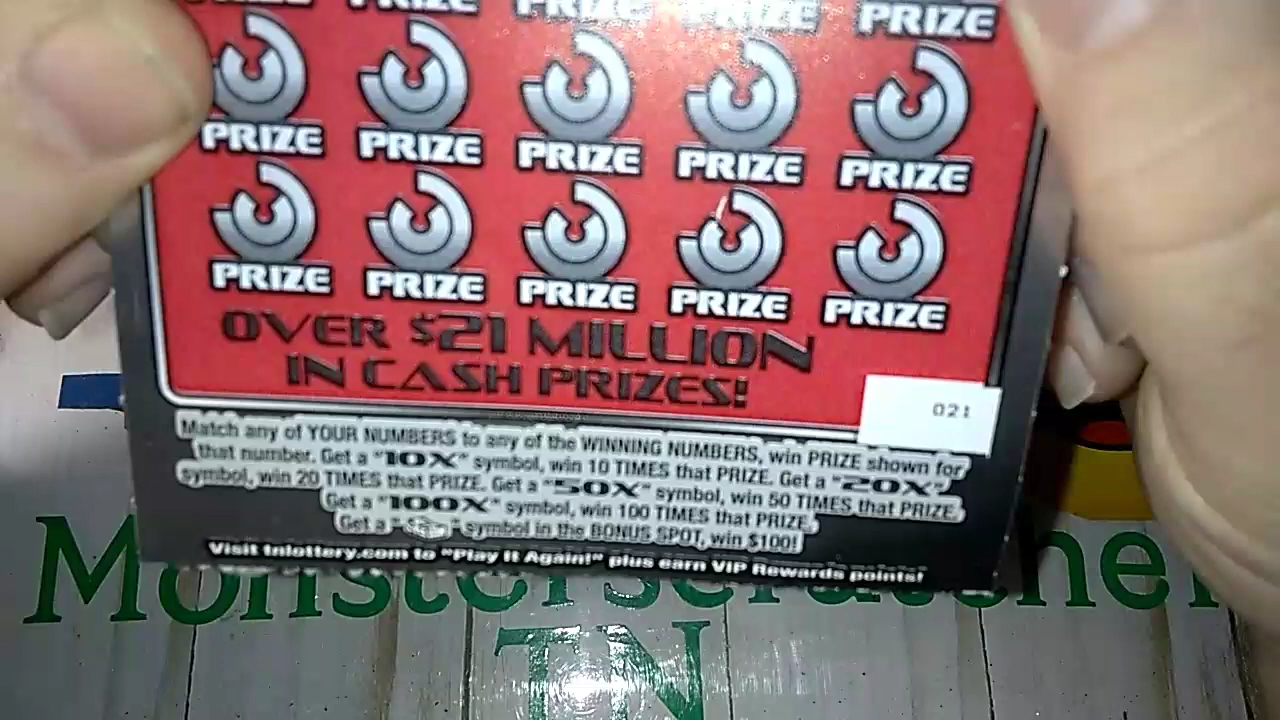 PRIZE PRIZE PRIZE PRIZE
PRIZE PRIZE PRIZE PRIZE PRIZE
PRIZE PRIZE PRIZE PRIZE PRIZE
OVER $21 MILLION
IN CASH PRIZES!
021
Match any of YOUR NUMBERS to any of the WINNING NUMBERS, win PRIZE shown for
that number. Get a "10X" symbol, win 10 TIMES that PRIZE. Get a "20X"
symbol, win 20 TIMES that PRIZE. Get a "50X" symbol, win 50 TIMES that PRIZE.
Get a "100X" symbol, win 100 TIMES that PRIZE.
Get a " " symbol in the BONUS SPOT, win $100!
Visit tnlottery.com to "Play It Again!" plus earn VIP Rewards points!
TN